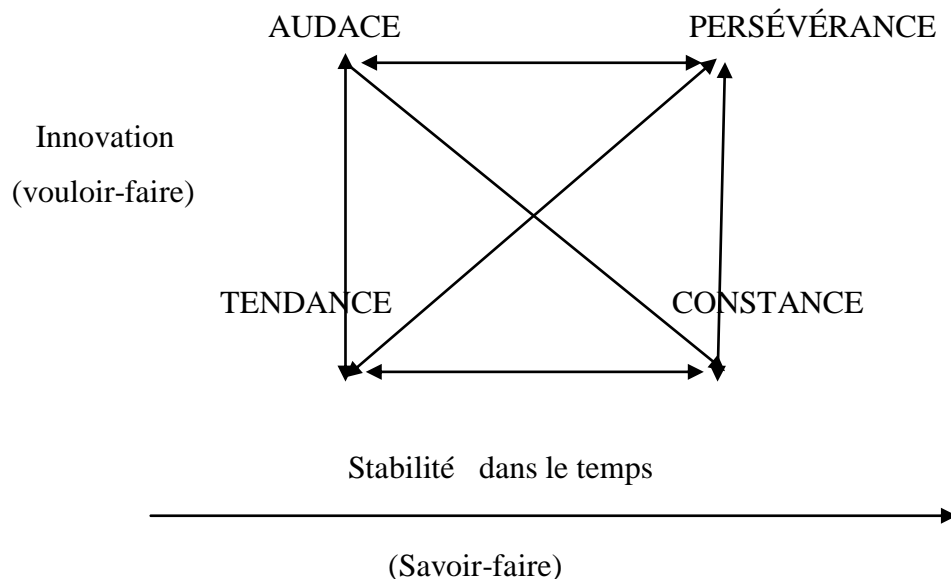 AUDACE PERSÉVÉRANCE
Innovation
(vouloir-faire)
TENDANCE CONSTANCE
Stabilité dans le temps
(Savoir-faire)